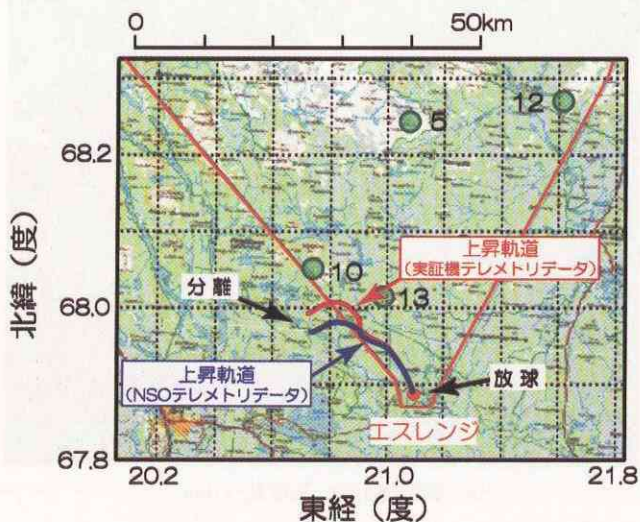 0 50km
12
5
68.2
上昇軌道
(実証機テレメトリデータ)
10
分離
13
68.0
北緯（度）
上昇軌道
(NSOテレメトリデータ)
放球
エスレンジ
67.8
20.2 21.0 21.8
東経（度）